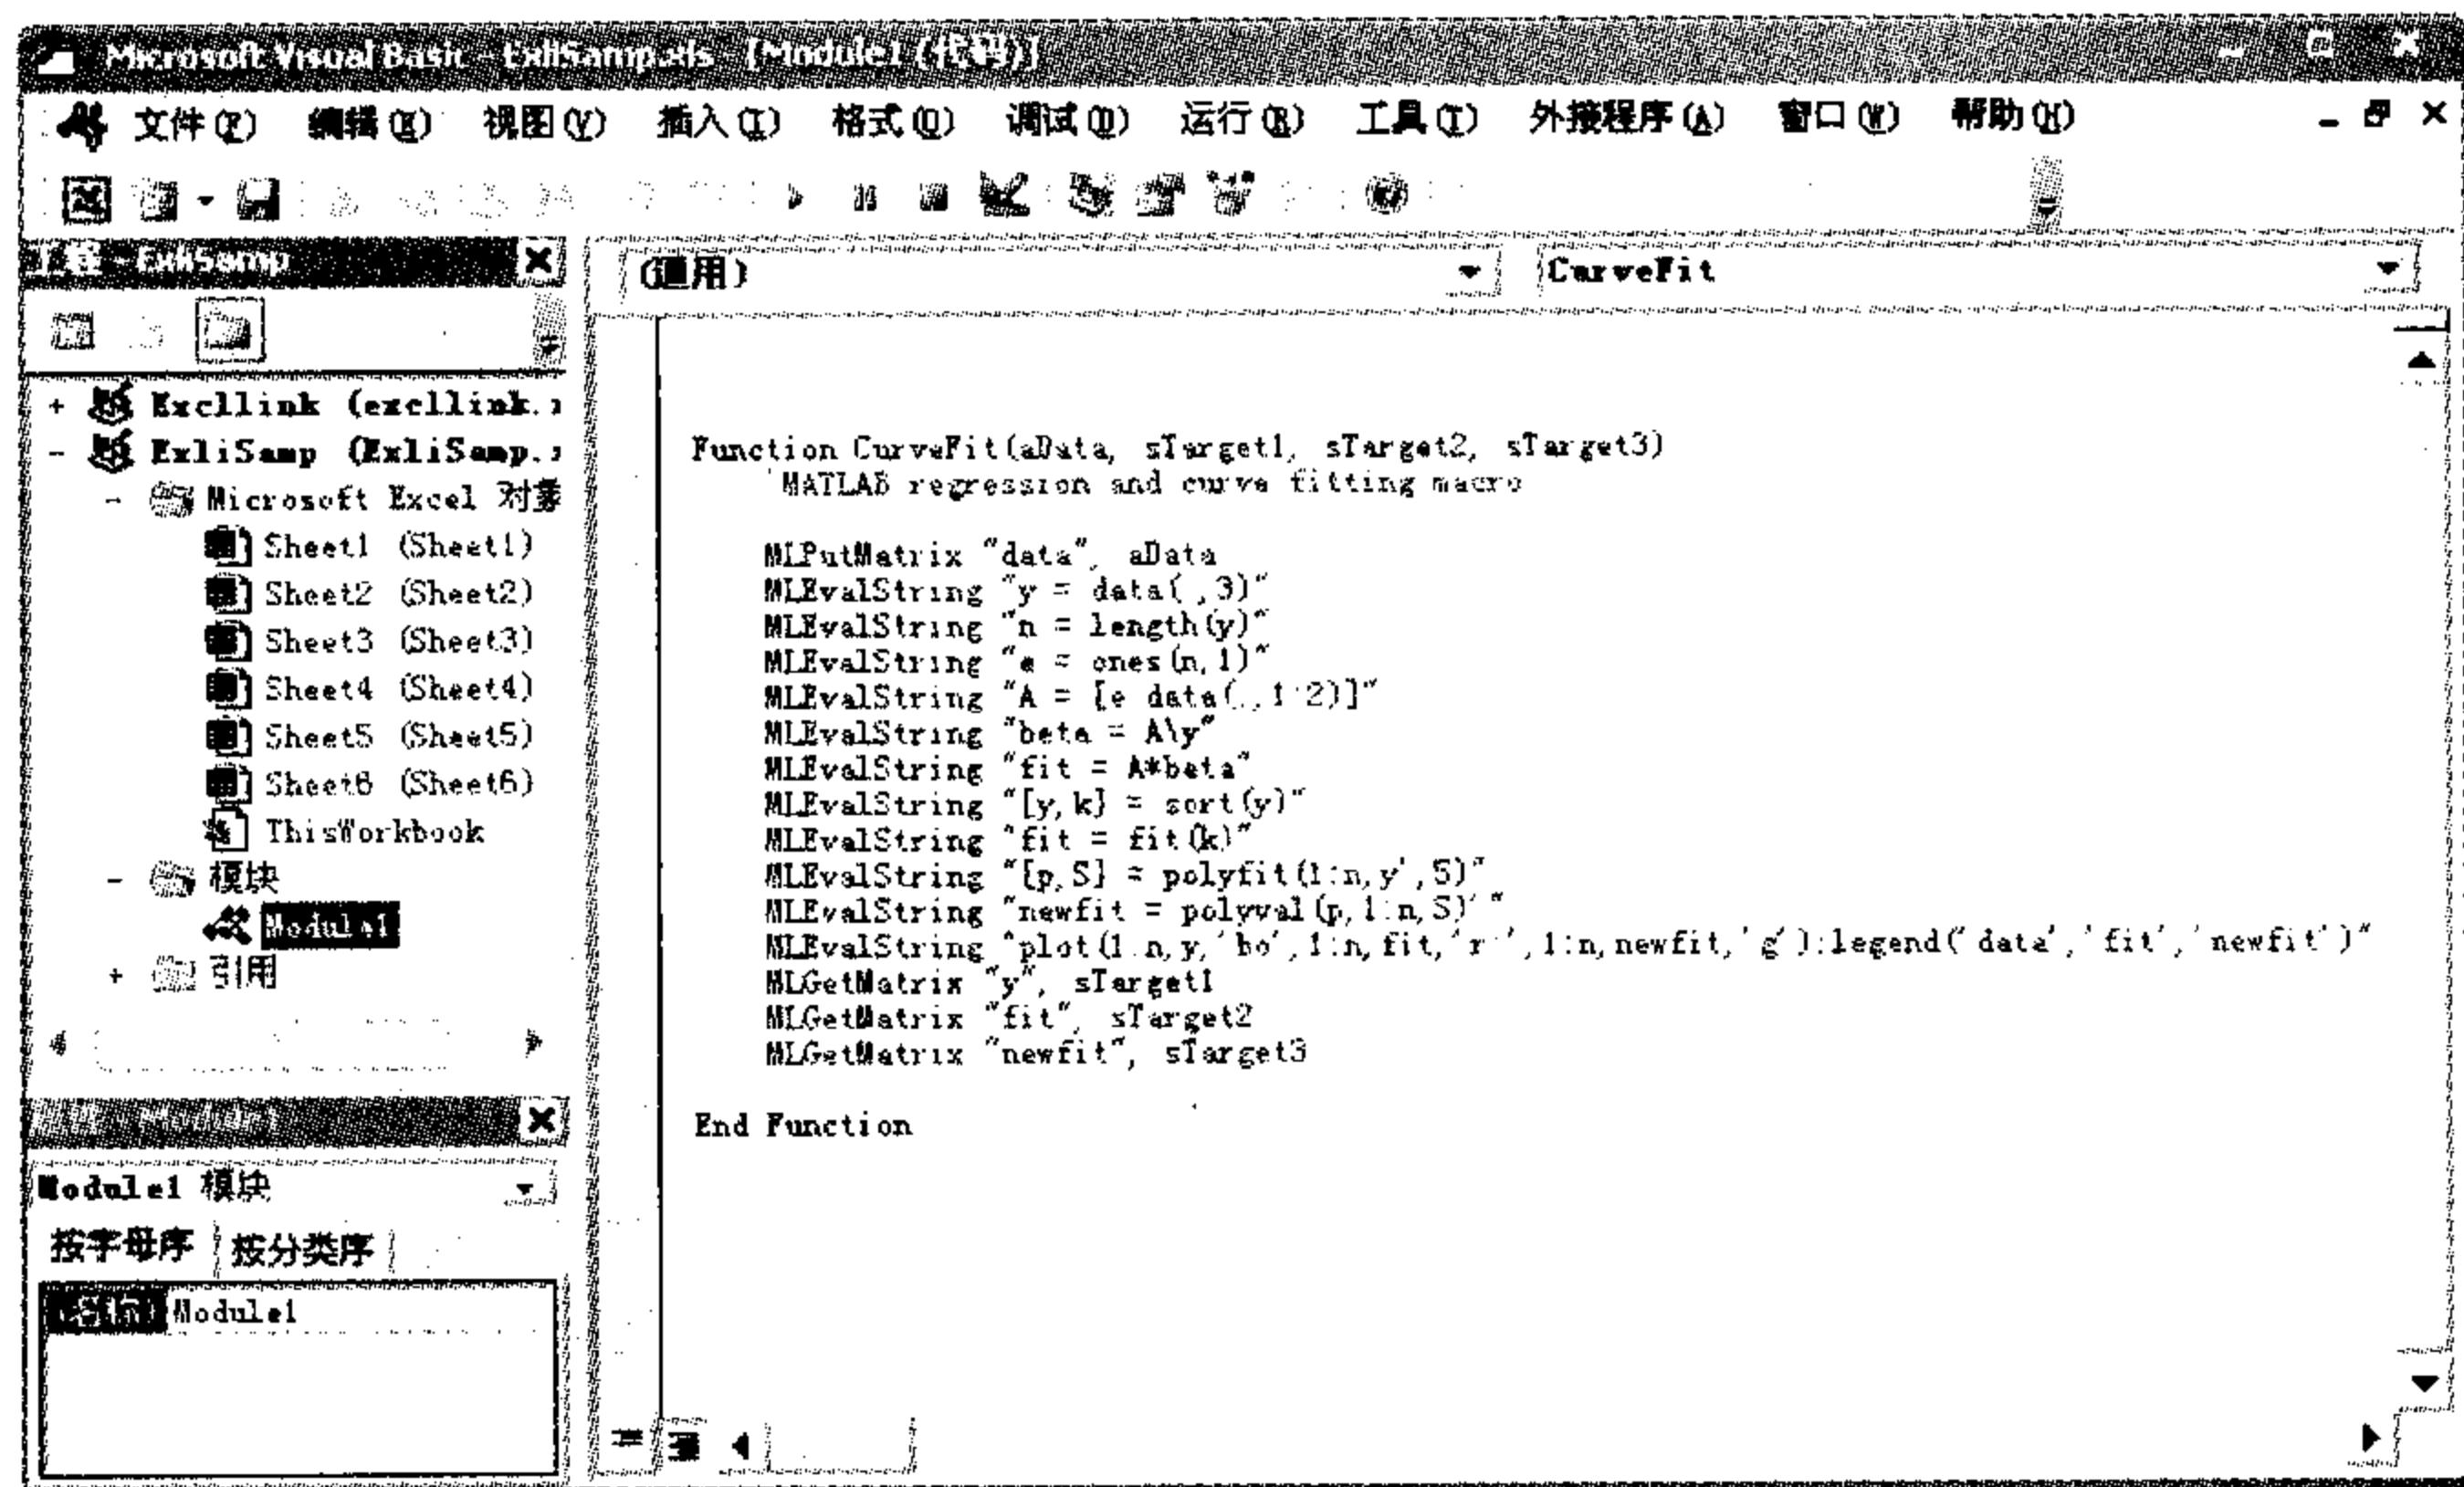 Microsoft Visual Basic - ExliSamp.xls - [Module1 (代码)]
文件(F) 编辑(E) 视图(V) 插入(I) 格式(O) 调试(D) 运行(R) 工具(T) 外接程序(A) 窗口(W) 帮助(H)
工程 - ExliSamp
(通用)
CurveFit
+ Excllink (excllink.
- ExliSamp (ExliSamp.
- Microsoft Excel 对象
Sheet1 (Sheet1)
Sheet2 (Sheet2)
Sheet3 (Sheet3)
Sheet4 (Sheet4)
Sheet5 (Sheet5)
Sheet6 (Sheet6)
ThisWorkbook
- 模块
Module1
+ 引用
Module1 模块
按字母序 按分类序
Module1
Function CurveFit(aData, sTarget1, sTarget2, sTarget3)
'MATLAB regression and curve fitting macro
MLPutMatrix "data", aData
MLEvalString "y = data(:,3)"
MLEvalString "n = length(y)"
MLEvalString "e = ones(n,1)"
MLEvalString "A = [e data(:,1:2)]"
MLEvalString "beta = A\y"
MLEvalString "fit = A*beta"
MLEvalString "[y,k] = sort(y)"
MLEvalString "fit = fit(k)"
MLEvalString "[p,S] = polyfit(1:n,y',5)"
MLEvalString "newfit = polyval(p,1:n,S)' "
MLEvalString "plot(1:n,y,'bo',1:n,fit,'r:',1:n,newfit,'g');legend('data','fit','newfit')"
MLGetMatrix "y", sTarget1
MLGetMatrix "fit", sTarget2
MLGetMatrix "newfit", sTarget3
End Function